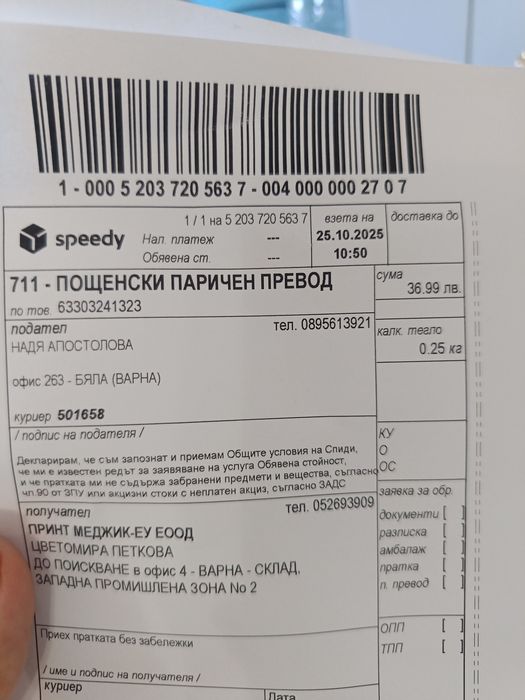 1 - 000 5 203 720 563 7 - 004 000 000 2 7 0 7
speedy
1 / 1 на 5 203 720 563 7
Нал. платеж ---
Обявена ст. ---
взета на
25.10.2025
10:50
доставка до
711 - ПОЩЕНСКИ ПАРИЧЕН ПРЕВОД
по тов. 63303241323
сума
36.99 лв.
подател тел. 0895613921
НАДЯ АПОСТОЛОВА
калк. тегло
0.25 кг
офис 263 - БЯЛА (ВАРНА)
куриер 501658
/ подпис на подателя /
Декларирам, че съм запознат и приемам Общите условия на Спиди,
че ми е известен редът за заявяване на услуга Обявена стойност,
и че пратката ми не съдържа забранени предмети и вещества, съгласно
чл.90 от ЗПУ или акцизни стоки с неплатен акциз, съгласно ЗАДС
КУ
О
ОС
получател тел. 052693909
ПРИНТ МЕДЖИК-ЕУ ЕООД
ЦВЕТОМИРА ПЕТКОВА
ДО ПОИСКВАНЕ в офис 4 - ВАРНА - СКЛАД,
ЗАПАДНА ПРОМИШЛЕНА ЗОНА No 2
заявка за обр.
документи [ ]
разписка [ ]
амбалаж [ ]
пратка [ ]
п. превод [ ]
ОПП [ ]
ТПП [ ]
Приех пратката без забележки
/ име и подпис на получателя /
куриер
Дата